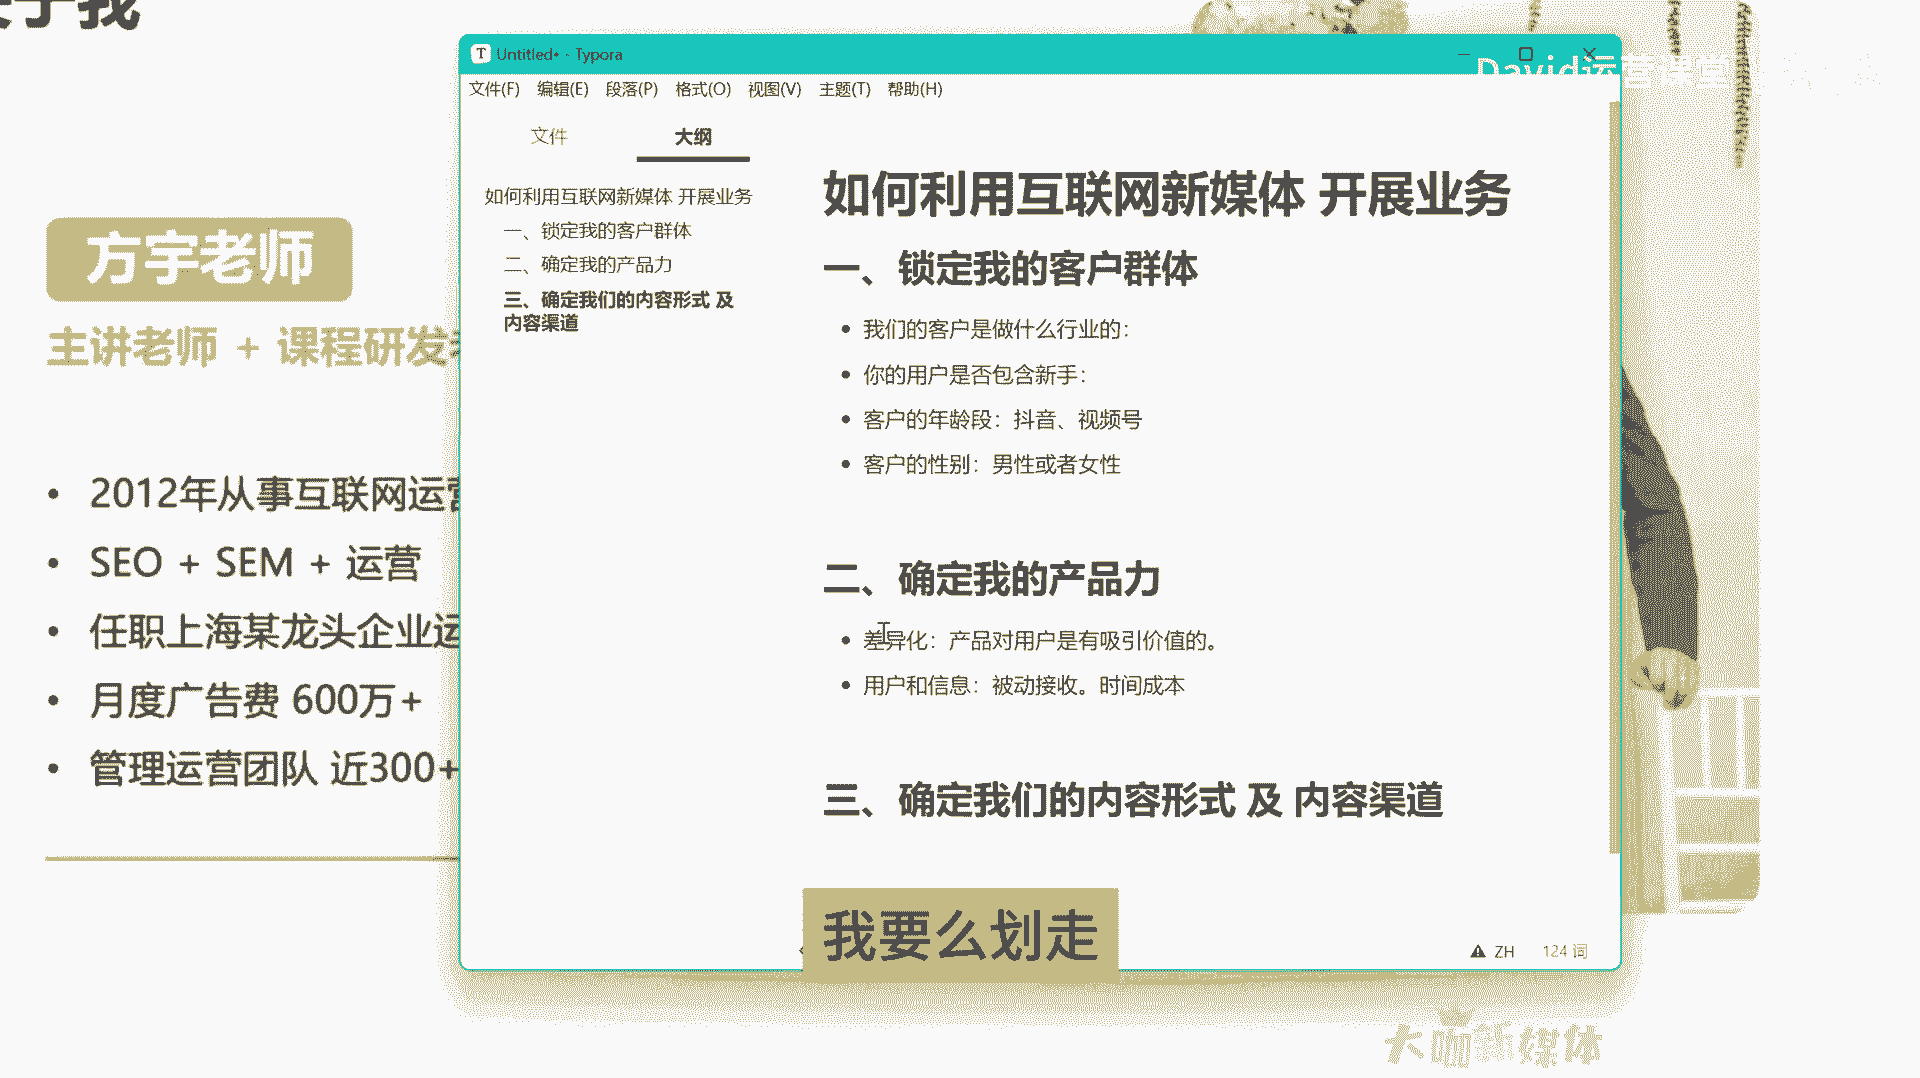 于我
方宇老师
主讲老师 + 课程研发
2012年从事互联网运营
SEO + SEM + 运营
任职上海某龙头企业运
月度广告费 600万+
管理运营团队 近300+
Untitled• - Typora
David运营课堂
文件(F) 编辑(E) 段落(P) 格式(O) 视图(V) 主题(T) 帮助(H)
文件 大纲
如何利用互联网新媒体 开展业务
一、锁定我的客户群体
二、确定我的产品力
三、确定我们的内容形式 及
内容渠道
如何利用互联网新媒体 开展业务
一、锁定我的客户群体
我们的客户是做什么行业的：
你的用户是否包含新手：
客户的年龄段：抖音、视频号
客户的性别：男性或者女性
二、确定我的产品力
差异化：产品对用户是有吸引价值的。
用户和信息：被动接收。时间成本
三、确定我们的内容形式 及 内容渠道
我要么划走
ZH 124 词
大咖新媒体